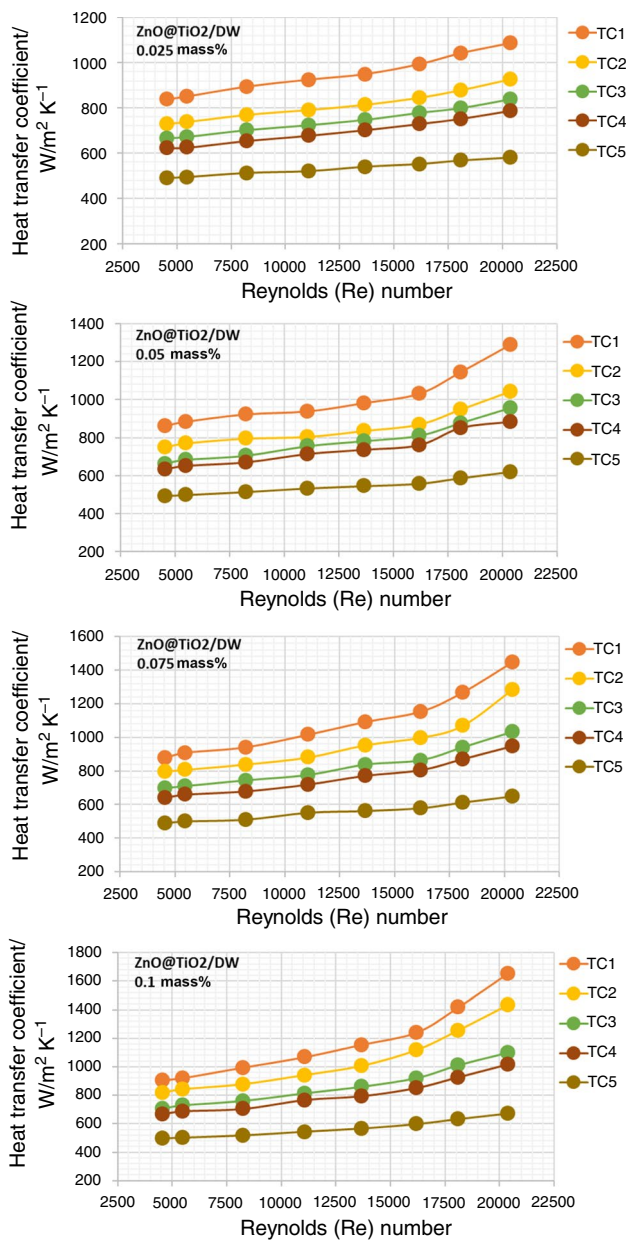 Heat transfer coefficient/
W/m² K⁻¹
ZnO@TiO2/DW
0.025 mass%
1200
1000
800
600
400
200
2500 5000 7500 10000 12500 15000 17500 20000 22500
Reynolds (Re) number
TC1
TC2
TC3
TC4
TC5
Heat transfer coefficient/
W/m² K⁻¹
ZnO@TiO2/DW
0.05 mass%
1400
1200
1000
800
600
400
200
2500 5000 7500 10000 12500 15000 17500 20000 22500
Reynolds (Re) number
TC1
TC2
TC3
TC4
TC5
Heat transfer coefficient/
W/m² K⁻¹
ZnO@TiO2/DW
0.075 mass%
1600
1400
1200
1000
800
600
400
200
2500 5000 7500 10000 12500 15000 17500 20000 22500
Reynolds (Re) number
TC1
TC2
TC3
TC4
TC5
Heat transfer coefficient/
W/m² K⁻¹
ZnO@TiO2/DW
0.1 mass%
1800
1600
1400
1200
1000
800
600
400
200
2500 5000 7500 10000 12500 15000 17500 20000 22500
Reynolds (Re) number
TC1
TC2
TC3
TC4
TC5